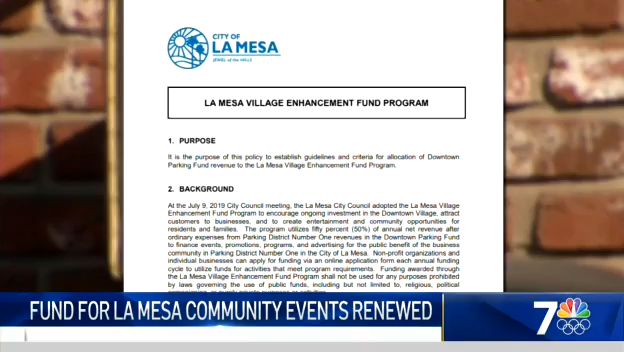 CITY OF
LA MESA
JEWEL of the HILLS
LA MESA VILLAGE ENHANCEMENT FUND PROGRAM
1. PURPOSE
It is the purpose of this policy to establish guidelines and criteria for allocation of Downtown
Parking Fund revenue to the La Mesa Village Enhancement Fund Program.
2. BACKGROUND
At the July 9, 2019 City Council meeting, the La Mesa City Council adopted the La Mesa Village
Enhancement Fund Program to encourage ongoing investment in the Downtown Village, attract
customers to businesses, and to create entertainment and community opportunities for
residents and families. The program utilizes fifty percent (50%) of annual net revenue after
ordinary expenses from Parking District Number One revenues in the Downtown Parking Fund
to finance events, promotions, programs, and advertising for the public benefit of the business
community in Parking District Number One in the City of La Mesa. Non-profit organizations and
individual businesses can apply for funding via an online application form each annual funding
cycle to utilize funds for activities that meet program requirements. Funding awarded through
the La Mesa Village Enhancement Fund Program shall not be used for any purposes prohibited
by laws governing the use of public funds, including but not limited to, religious, political
FUND FOR LA MESA COMMUNITY EVENTS RENEWED
7